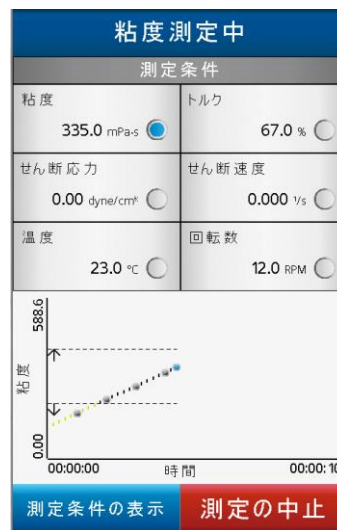 粘度測定中
測定条件
粘度
335.0 mPa-s
トルク
67.0 %
せん断応力
0.00 dyne/cm²
せん断速度
0.000 1/s
温度
23.0 °C
回転数
12.0 RPM
588.6
粘度
0.00
00:00:00
時間
00:00:10
測定条件の表示
測定の中止